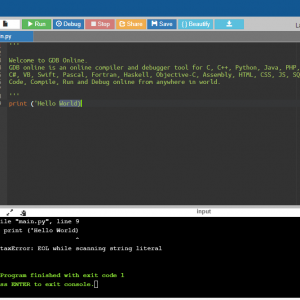 Run Debug Stop Share Save { } Beautify
n.py
'''
Welcome to GDB Online.
GDB online is an online compiler and debugger tool for C, C++, Python, Java, PHP,
C#, VB, Swift, Pascal, Fortran, Haskell, Objective-C, Assembly, HTML, CSS, JS, SQ
Code, Compile, Run and Debug online from anywhere in world.
'''
print ("Hello World)
input
ile "main.py", line 9
print ("Hello World)
^
taxError: EOL while scanning string literal
Program finished with exit code 1
ss ENTER to exit console.